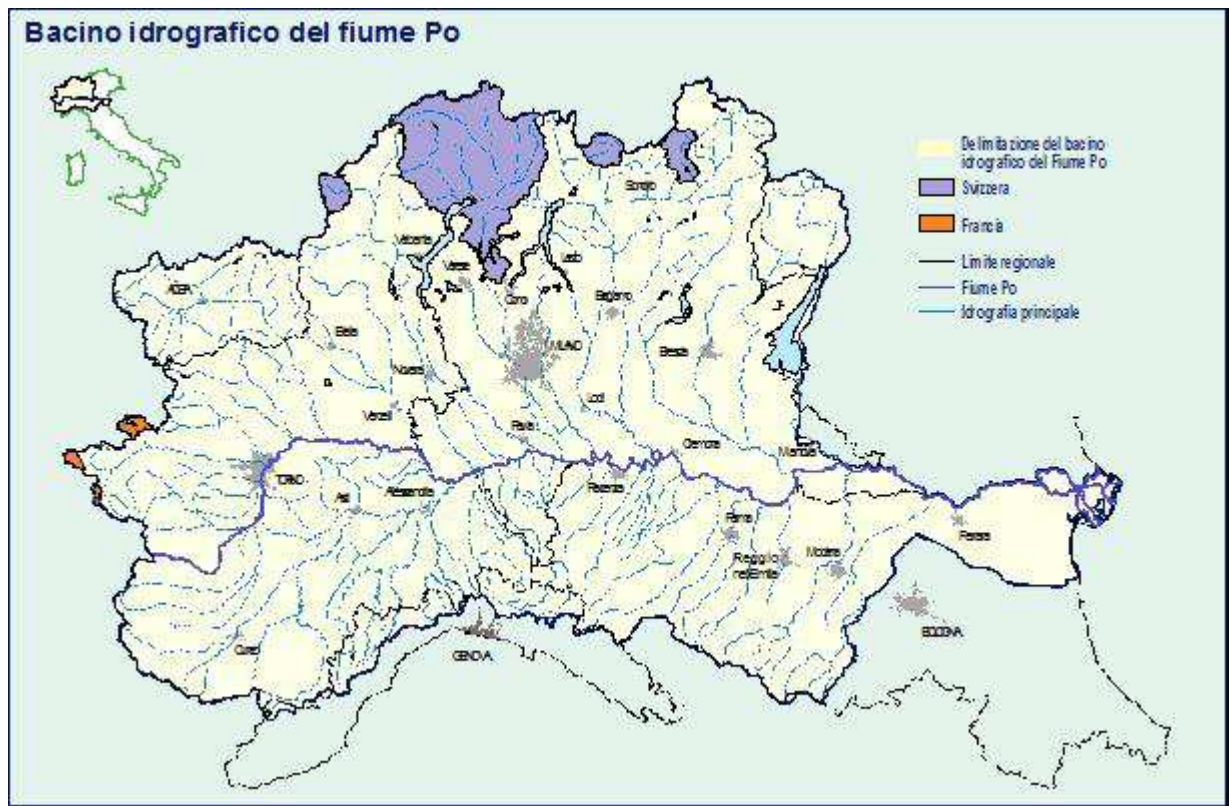 Bacino idrografico del fiume Po
Delimitazione del bacino
idrografico del Fiume Po
Svizzera
Francia
Limite regionale
Fiume Po
Idrografia principale
Sondrio
Verbania
Varese
Lecco
Como
Bergamo
AOSTA
Biella
MILANO
Brescia
Novara
Lodi
Vercelli
Pavia
Cremona
Mantova
TORINO
Asti
Alessandria
Piacenza
Parma
Ferrara
Reggio
nell'Emilia
Modena
BOLOGNA
Cuneo
GENOVA